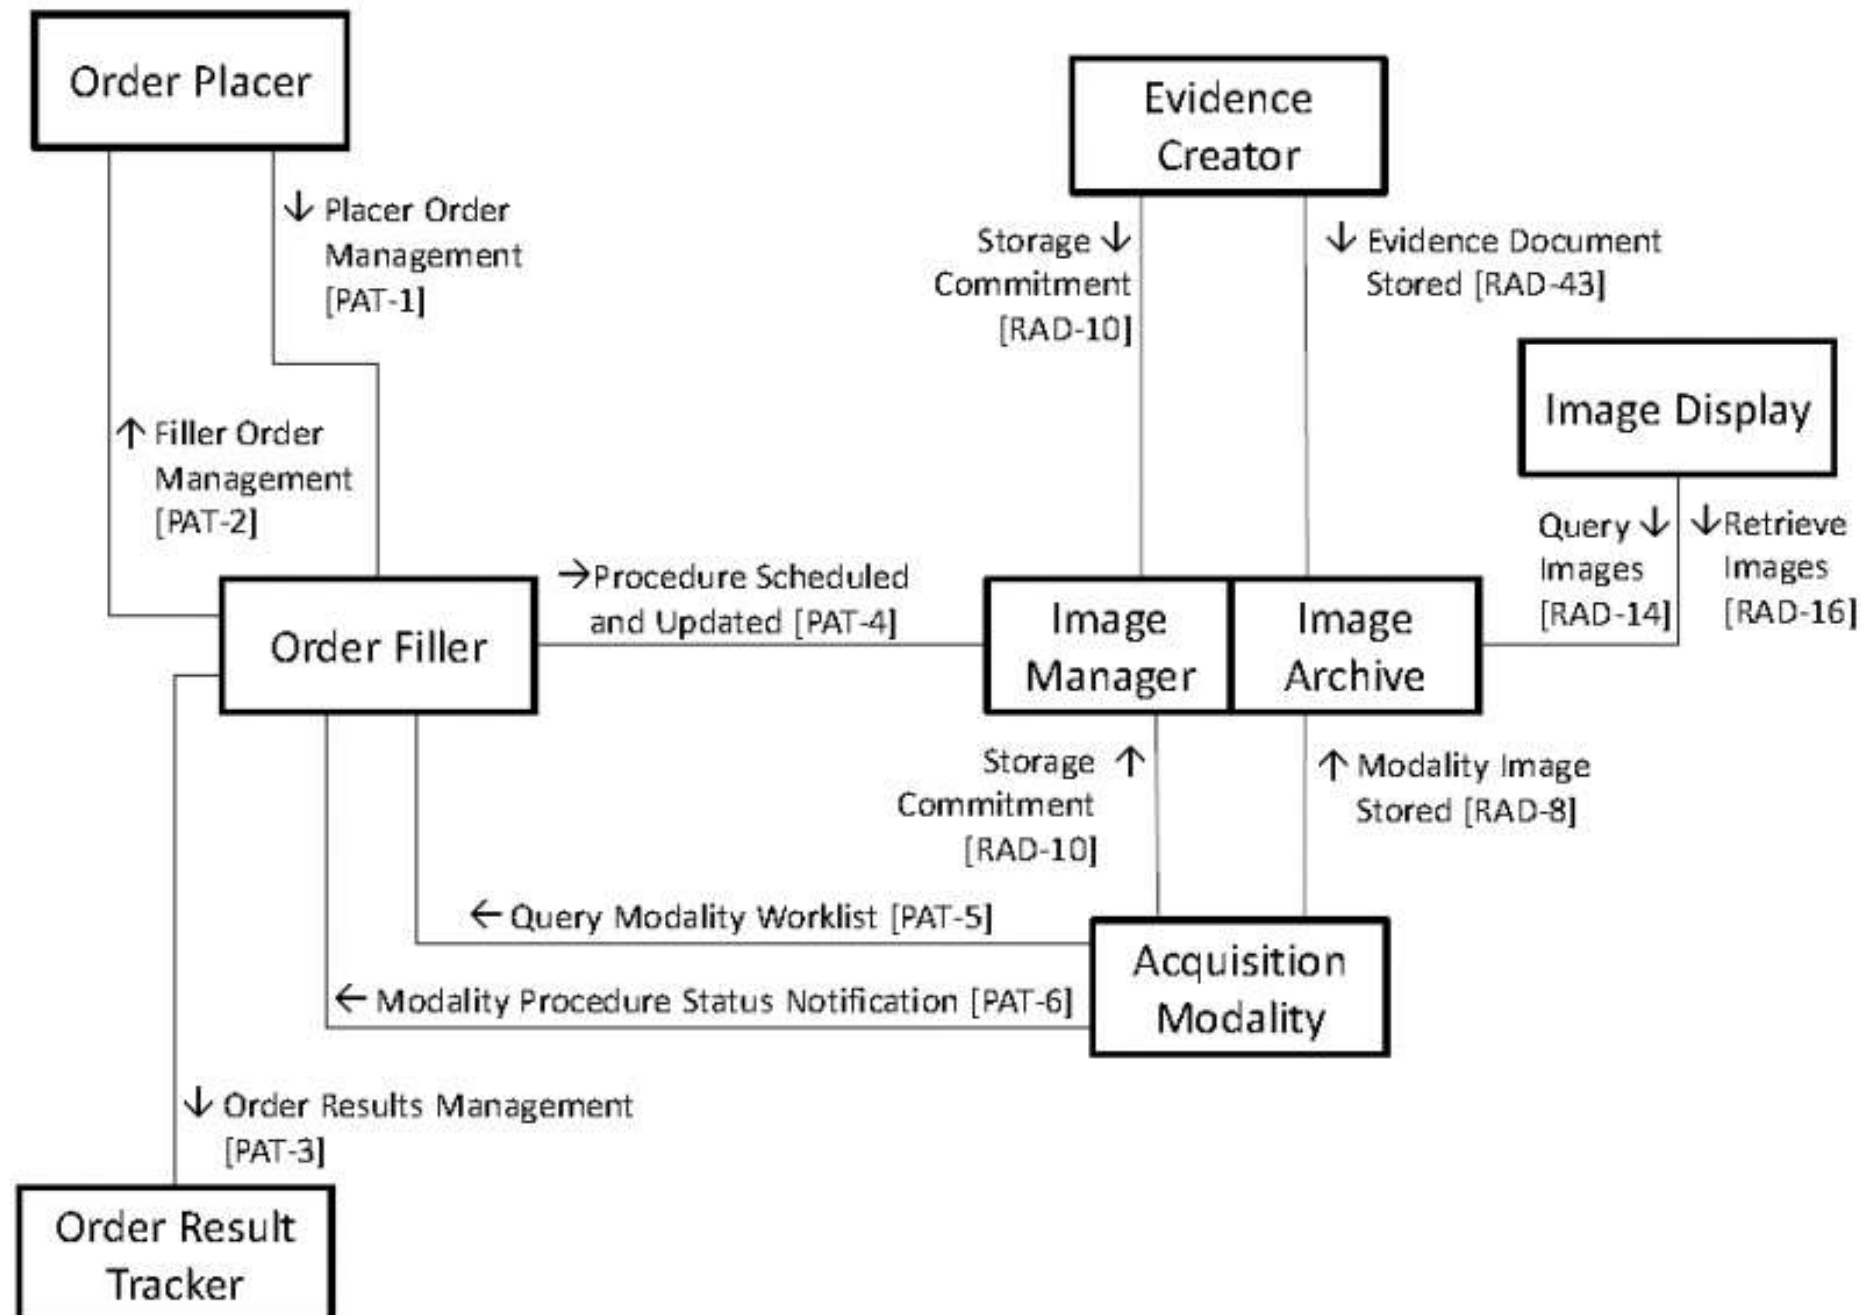 Order Placer
Evidence
Creator
↓ Placer Order
Management
[PAT-1]
Storage ↓
Commitment
[RAD-10]
↓ Evidence Document
Stored [RAD-43]
Image Display
↑ Filler Order
Management
[PAT-2]
Query ↓
Images
[RAD-14]
↓ Retrieve
Images
[RAD-16]
→Procedure Scheduled
and Updated [PAT-4]
Order Filler
Image
Manager
Image
Archive
Storage ↑
Commitment
[RAD-10]
↑ Modality Image
Stored [RAD-8]
← Query Modality Worklist [PAT-5]
← Modality Procedure Status Notification [PAT-6]
Acquisition
Modality
↓ Order Results Management
[PAT-3]
Order Result
Tracker